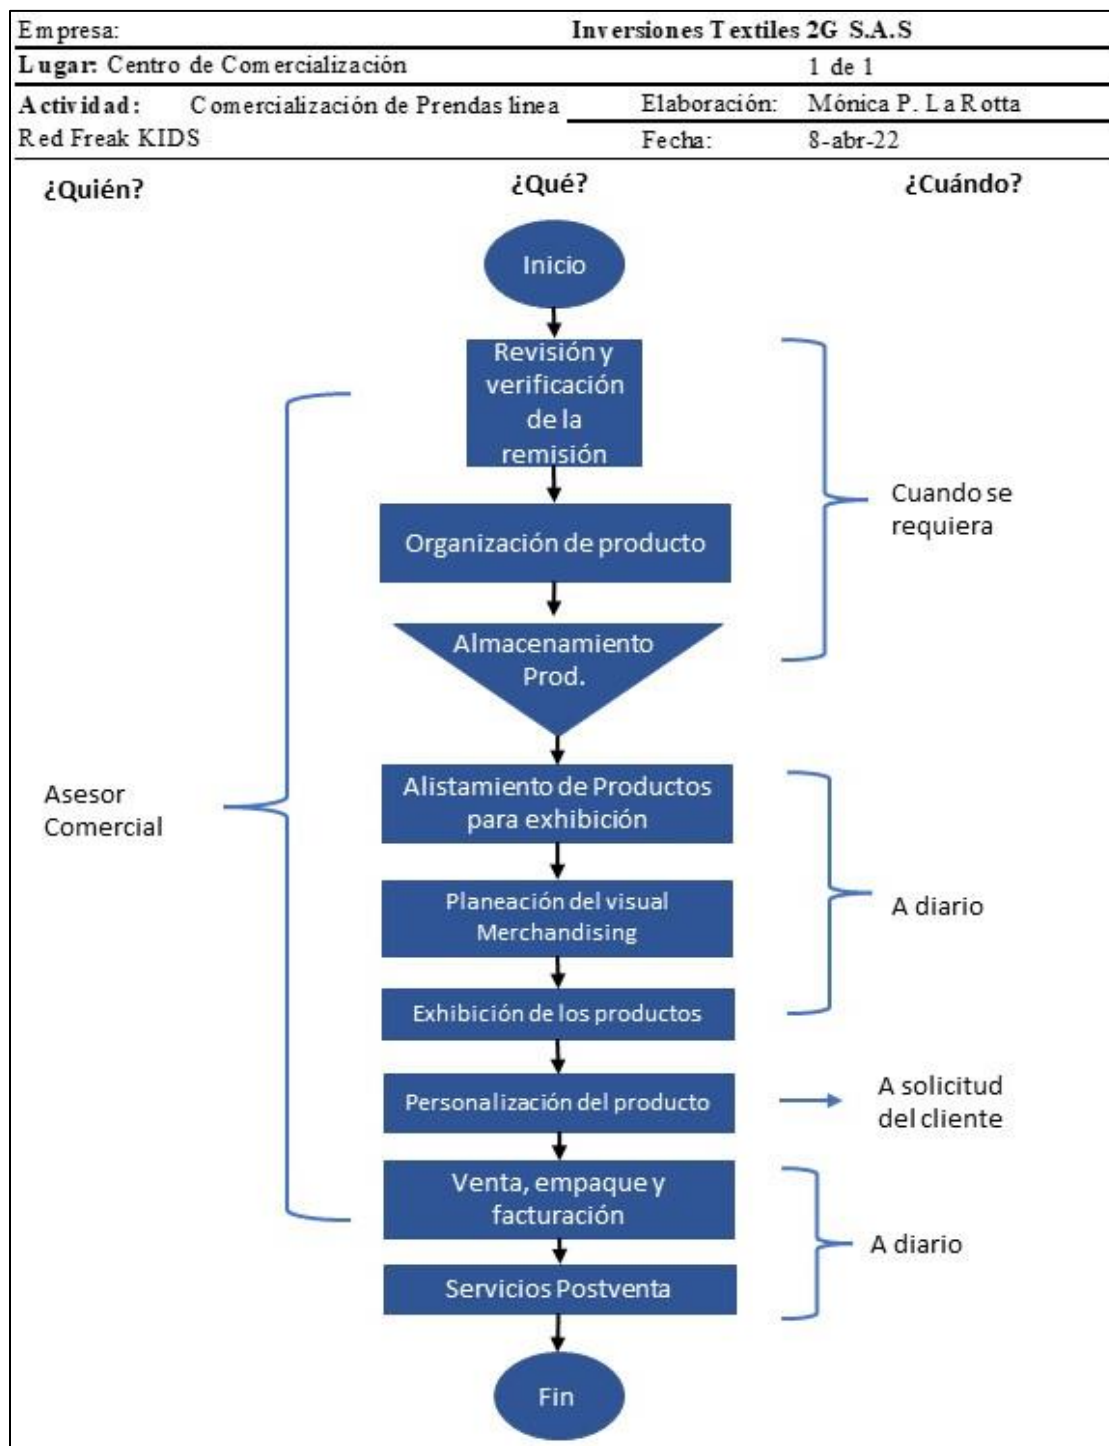 Empresa: Inversiones Textiles 2G S.A.S
Lugar: Centro de Comercialización 1 de 1
Actividad: Comercialización de Prendas linea Elaboración: Mónica P. La Rotta
Red Freak KIDS Fecha: 8-abr-22
¿Quién? ¿Qué? ¿Cuándo?
Inicio
Revisión y
verificación
de la
remisión
Cuando se
requiera
Organización de producto
Almacenamiento
Prod.
Asesor
Comercial
Alistamiento de Productos
para exhibición
Planeación del visual
Merchandising
A diario
Exhibición de los productos
Personalización del producto
A solicitud
del cliente
Venta, empaque y
facturación
A diario
Servicios Postventa
Fin